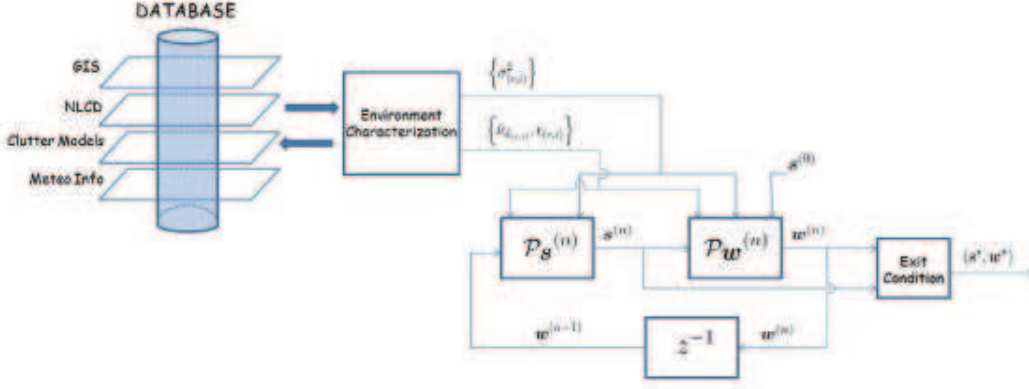 DATABASE
GIS
NLCD
Clutter Models
Meteo Info
Environment
Characterization
s^{(0)}
P_s^{(n)}
s^{(n)}
P_w^{(n)}
w^{(n)}
Exit
Condition
(s*, w*)
w^{(n-1)}
z^{-1}
w^{(n)}